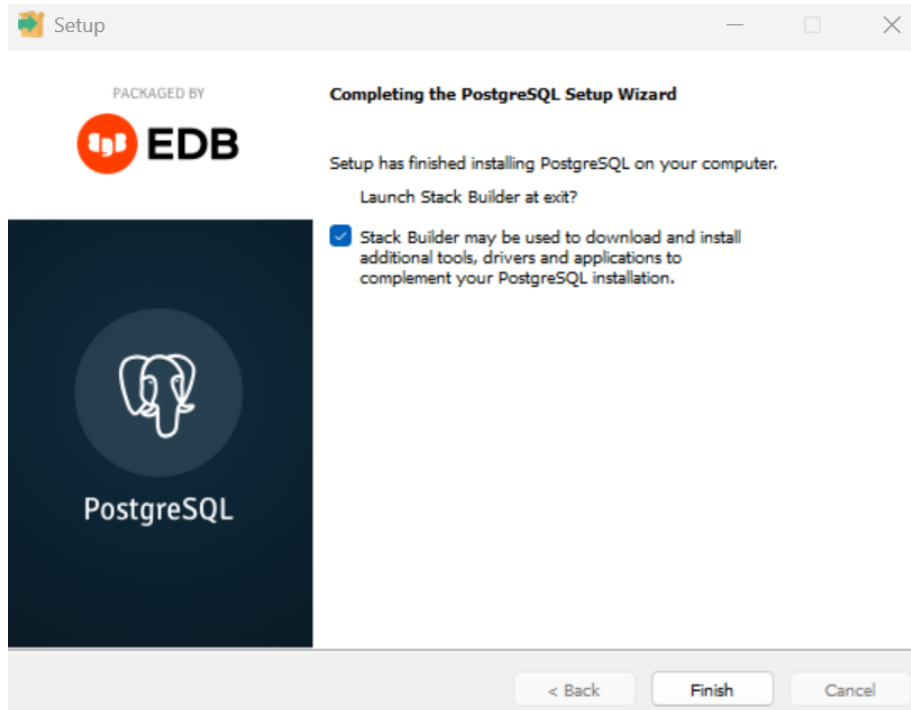 Setup
PACKAGED BY
EDB
PostgreSQL
Completing the PostgreSQL Setup Wizard
Setup has finished installing PostgreSQL on your computer.
Launch Stack Builder at exit?
Stack Builder may be used to download and install
additional tools, drivers and applications to
complement your PostgreSQL installation.
< Back
Finish
Cancel